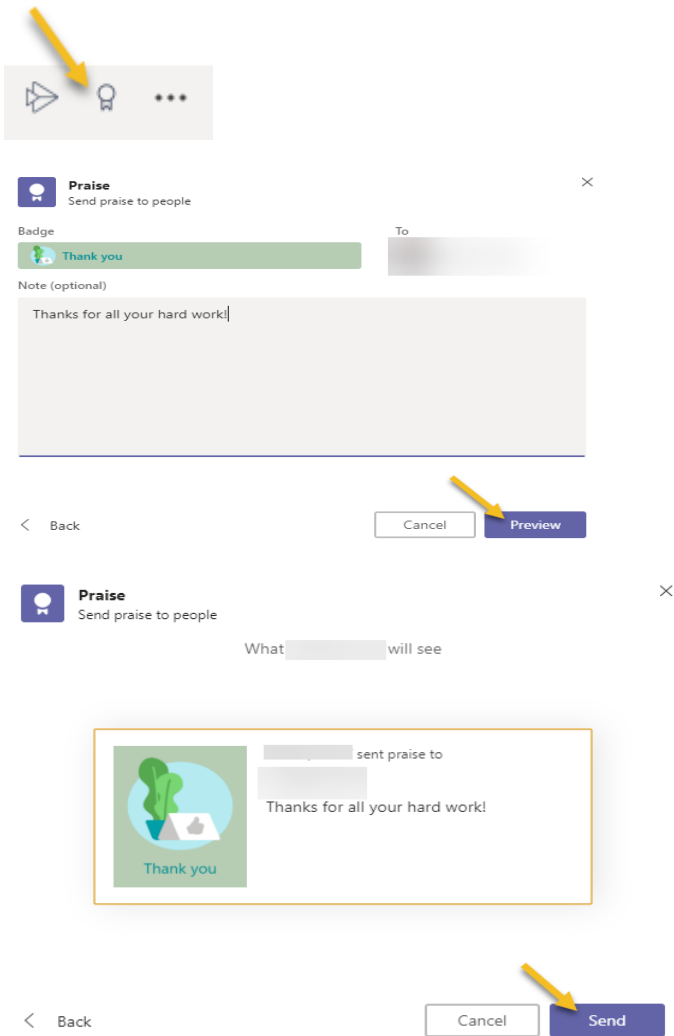 Praise
Send praise to people
Badge
To
Thank you
Note (optional)
Thanks for all your hard work!
Back
Cancel
Preview
Praise
Send praise to people
What will see
sent praise to
Thanks for all your hard work!
Thank you
Back
Cancel
Send